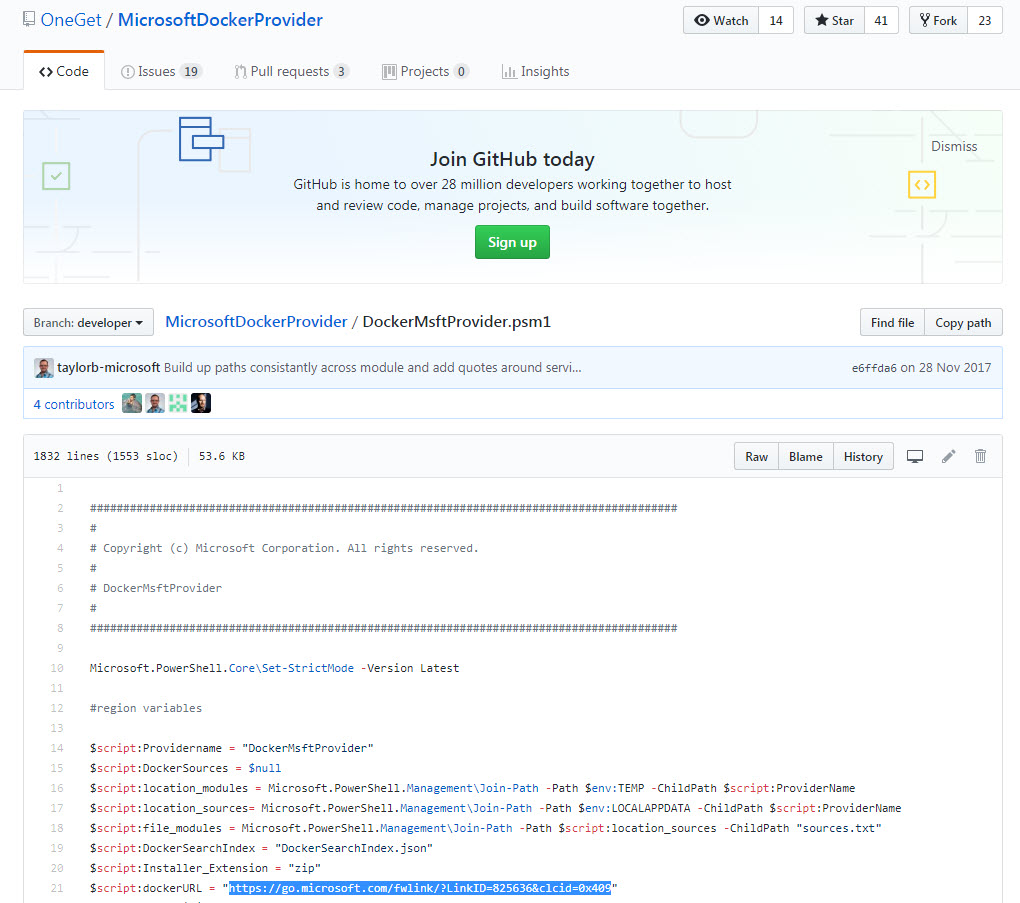 OneGet / MicrosoftDockerProvider
Watch 14 Star 41 Fork 23
Code Issues 19 Pull requests 3 Projects 0 Insights
Join GitHub today
Dismiss
GitHub is home to over 28 million developers working together to host
and review code, manage projects, and build software together.
Sign up
Branch: developer MicrosoftDockerProvider / DockerMsftProvider.psm1 Find file Copy path
taylorb-microsoft Build up paths consistantly across module and add quotes around servi... e6ffda6 on 28 Nov 2017
4 contributors
1832 lines (1553 sloc) 53.6 KB Raw Blame History
1
2 #########################################################################################
3 #
4 # Copyright (c) Microsoft Corporation. All rights reserved.
5 #
6 # DockerMsftProvider
7 #
8 #########################################################################################
9
10 Microsoft.PowerShell.Core\Set-StrictMode -Version Latest
11
12 #region variables
13
14 $script:Providername = "DockerMsftProvider"
15 $script:DockerSources = $null
16 $script:location_modules = Microsoft.PowerShell.Management\Join-Path -Path $env:TEMP -ChildPath $script:ProviderName
17 $script:location_sources= Microsoft.PowerShell.Management\Join-Path -Path $env:LOCALAPPDATA -ChildPath $script:ProviderName
18 $script:file_modules = Microsoft.PowerShell.Management\Join-Path -Path $script:location_sources -ChildPath "sources.txt"
19 $script:DockerSearchIndex = "DockerSearchIndex.json"
20 $script:Installer_Extension = "zip"
21 $script:dockerURL = "https://go.microsoft.com/fwlink/?LinkID=825636&clcid=0x409"